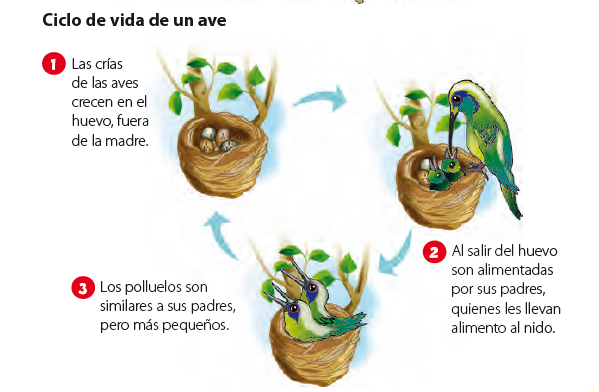 Ciclo de vida de un ave
1 Las crías
de las aves
crecen en el
huevo, fuera
de la madre.
2 Al salir del huevo
son alimentadas
por sus padres,
quienes les llevan
alimento al nido.
3 Los polluelos son
similares a sus padres,
pero más pequeños.